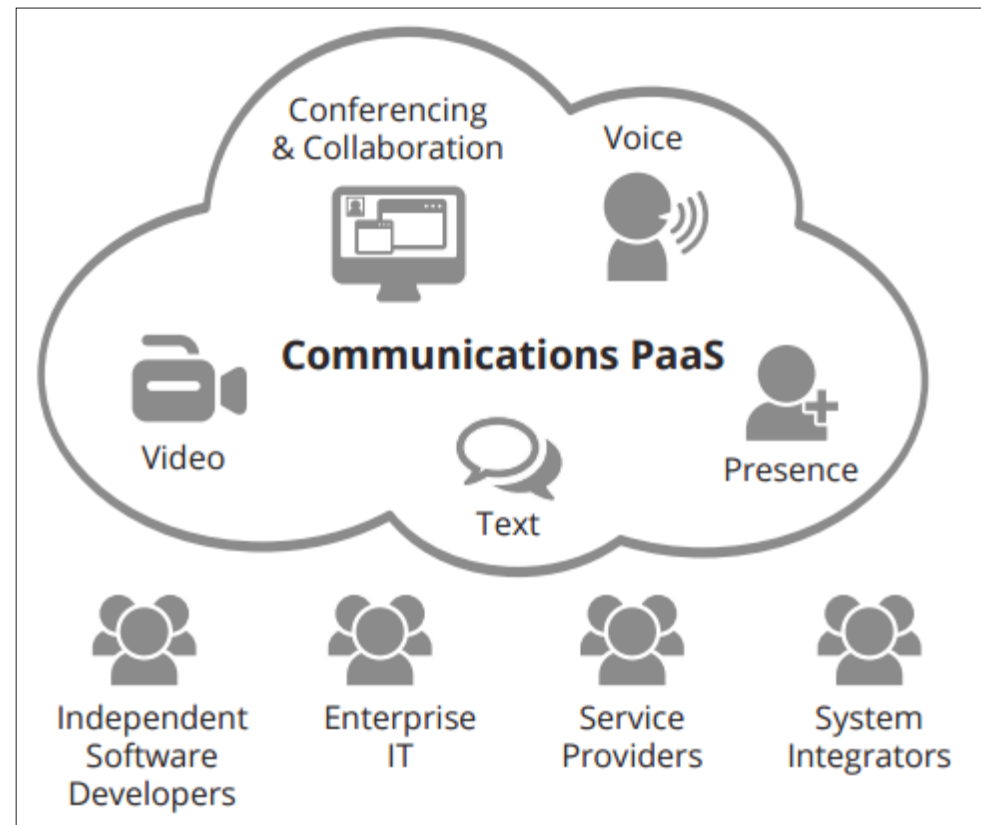 Conferencing
& Collaboration
Voice
Communications PaaS
Video
Text
Presence
Independent
Software
Developers
Enterprise
IT
Service
Providers
System
Integrators